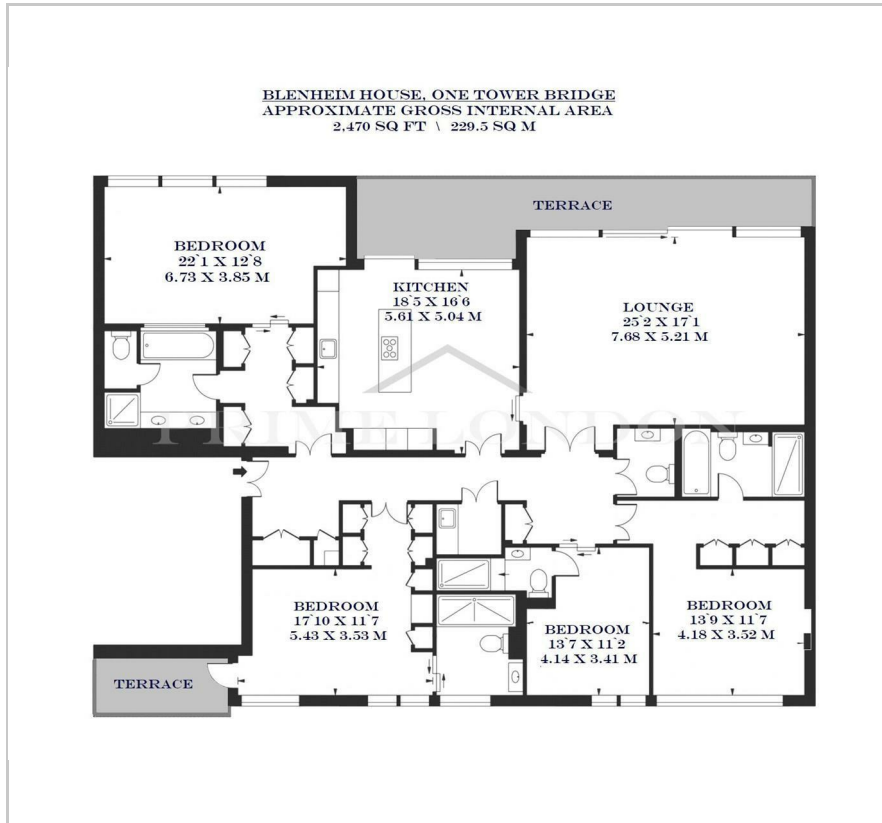 BLENHEIM HOUSE, ONE TOWER BRIDGE
APPROXIMATE GROSS INTERNAL AREA
2,470 SQ FT \ 229.5 SQ M
TERRACE
BEDROOM
22`1 X 12`8
6.73 X 3.85 M
KITCHEN
18`5 X 16`6
5.61 X 5.04 M
LOUNGE
25`2 X 17`1
7.68 X 5.21 M
PRIME LONDON
BEDROOM
17`10 X 11`7
5.43 X 3.53 M
BEDROOM
13`7 X 11`2
4.14 X 3.41 M
BEDROOM
13`9 X 11`7
4.18 X 3.52 M
TERRACE